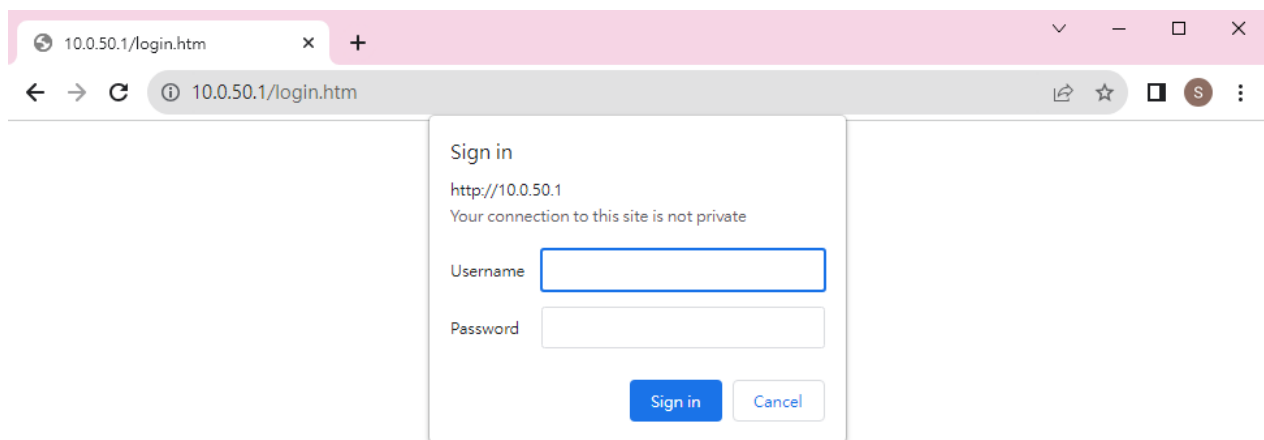 10.0.50.1/login.htm
10.0.50.1/login.htm
S
Sign in
http://10.0.50.1
Your connection to this site is not private
Username
Password
Sign in
Cancel